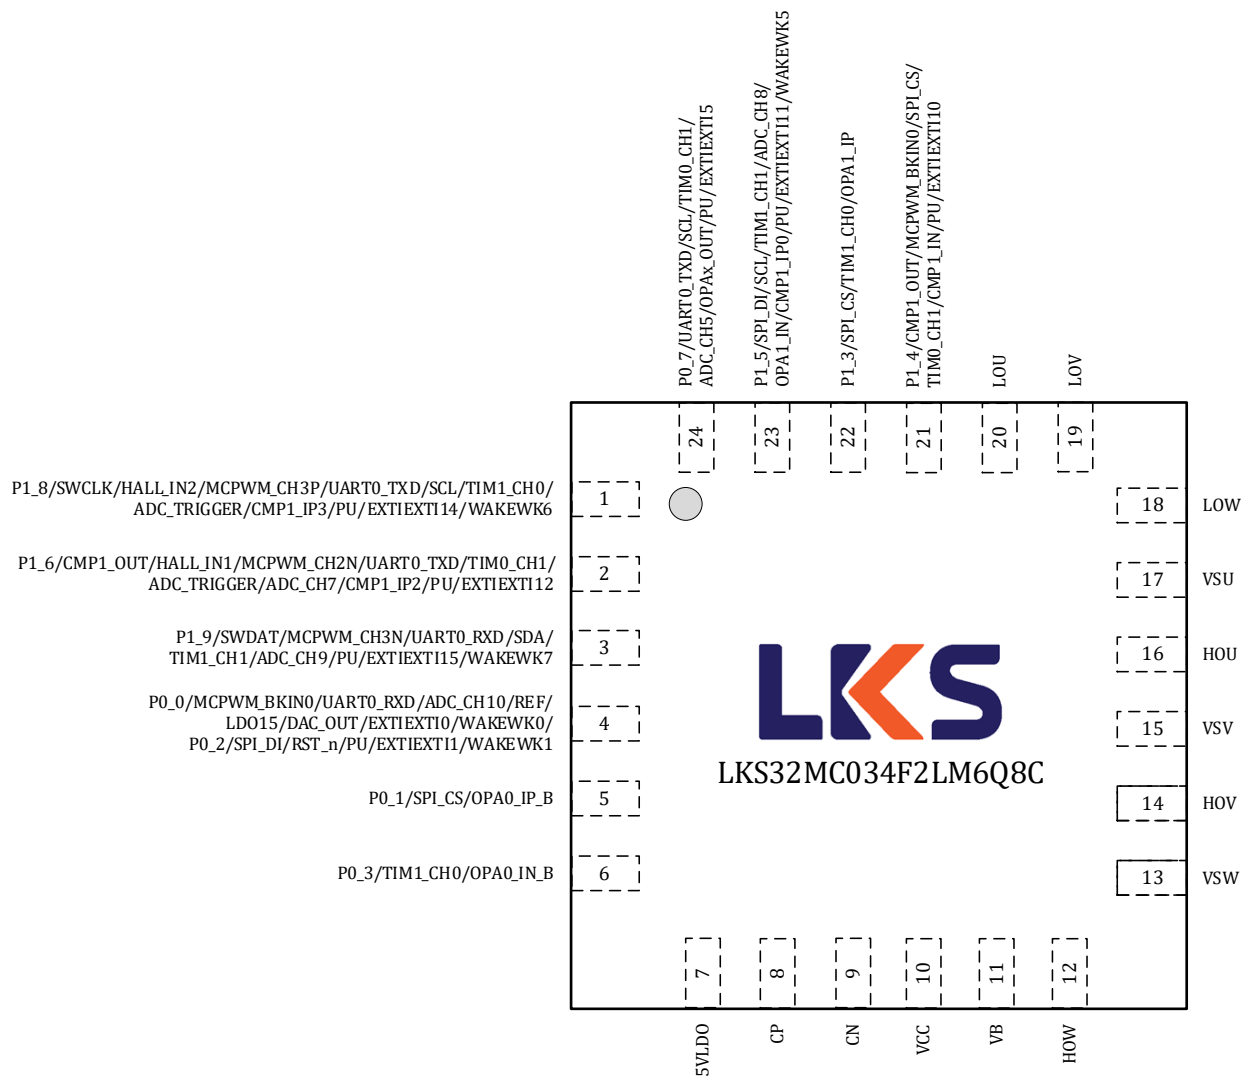 P0_7/UART0_TXD/SCL/TIM0_CH1/
ADC_CH5/OPAx_OUT/PU/EXTIEXTI5
P1_5/SPI_DI/SCL/TIM1_CH1/ADC_CH8/
OPA1_IN/CMP1_IP0/PU/EXTIEXTI11/WAKEWK5
P1_3/SPI_CS/TIM1_CH0/OPA1_IP
P1_4/CMP1_OUT/MCPWM_BKIN0/SPI_CS/
TIM0_CH1/CMP1_IN/PU/EXTIEXTI10
LOU
LOV
24
23
22
21
20
19
P1_8/SWCLK/HALL_IN2/MCPWM_CH3P/UART0_TXD/SCL/TIM1_CH0/
ADC_TRIGGER/CMP1_IP3/PU/EXTIEXTI14/WAKEWK6
1
18
LOW
P1_6/CMP1_OUT/HALL_IN1/MCPWM_CH2N/UART0_TXD/TIM0_CH1/
ADC_TRIGGER/ADC_CH7/CMP1_IP2/PU/EXTIEXTI12
2
17
VSU
P1_9/SWDAT/MCPWM_CH3N/UART0_RXD/SDA/
TIM1_CH1/ADC_CH9/PU/EXTIEXTI15/WAKEWK7
3
16
HOU
P0_0/MCPWM_BKIN0/UART0_RXD/ADC_CH10/REF/
LDO15/DAC_OUT/EXTIEXTI0/WAKEWK0/
P0_2/SPI_DI/RST_n/PU/EXTIEXTI1/WAKEWK1
4
15
VSV
LKS
LKS32MC034F2LM6Q8C
P0_1/SPI_CS/OPA0_IP_B
5
14
HOV
P0_3/TIM1_CH0/OPA0_IN_B
6
13
VSW
7
8
9
10
11
12
5VLDO
CP
CN
VCC
VB
HOW